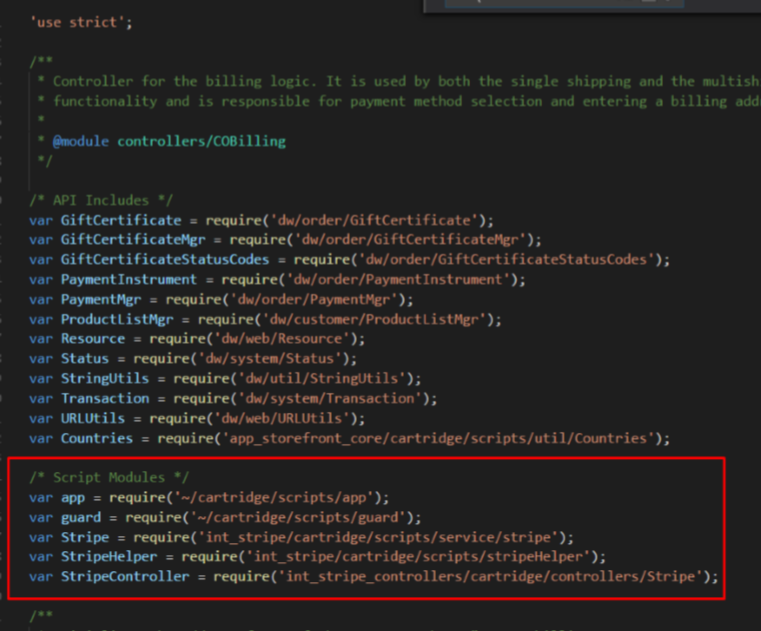 'use strict';
/**
* Controller for the billing logic. It is used by both the single shipping and the multish
* functionality and is responsible for payment method selection and entering a billing add
*
* @module controllers/COBilling
*/
/* API Includes */
var GiftCertificate = require('dw/order/GiftCertificate');
var GiftCertificateMgr = require('dw/order/GiftCertificateMgr');
var GiftCertificateStatusCodes = require('dw/order/GiftCertificateStatusCodes');
var PaymentInstrument = require('dw/order/PaymentInstrument');
var PaymentMgr = require('dw/order/PaymentMgr');
var ProductListMgr = require('dw/customer/ProductListMgr');
var Resource = require('dw/web/Resource');
var Status = require('dw/system/Status');
var StringUtils = require('dw/util/StringUtils');
var Transaction = require('dw/system/Transaction');
var URLUtils = require('dw/web/URLUtils');
var Countries = require('app_storefront_core/cartridge/scripts/util/Countries');
/* Script Modules */
var app = require('~/cartridge/scripts/app');
var guard = require('~/cartridge/scripts/guard');
var Stripe = require('int_stripe/cartridge/scripts/service/stripe');
var StripeHelper = require('int_stripe/cartridge/scripts/stripeHelper');
var StripeController = require('int_stripe_controllers/cartridge/controllers/Stripe');
/**